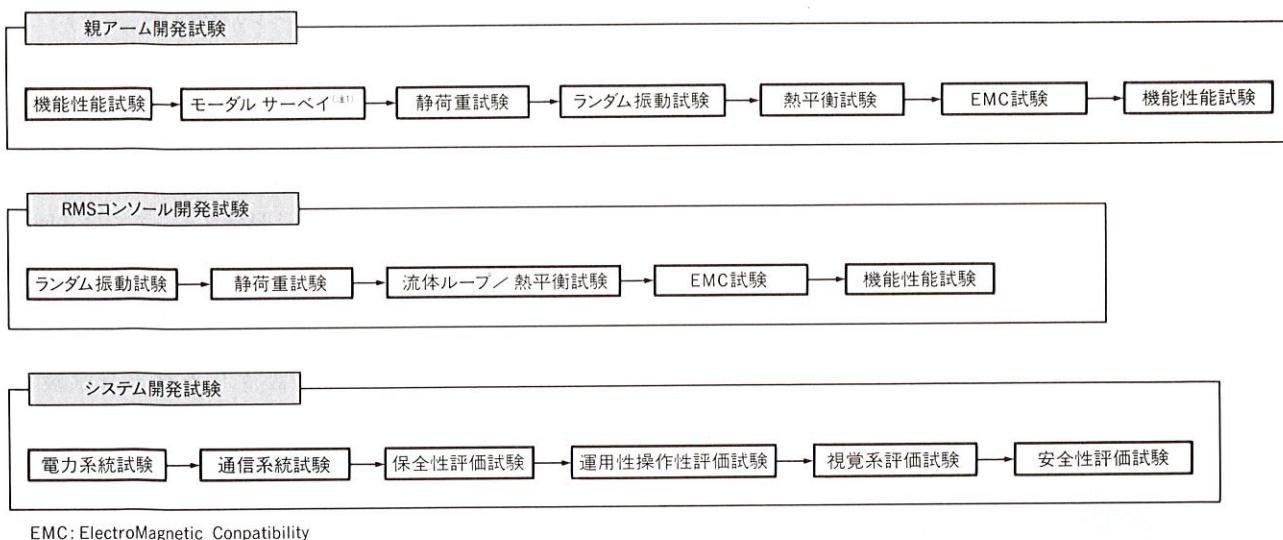 親アーム開発試験
機能性能試験 モーダル サーベイ(注1) 静荷重試験 ランダム振動試験 熱平衡試験 EMC試験 機能性能試験
RMSコンソール開発試験
ランダム振動試験 静荷重試験 流体ループ/熱平衡試験 EMC試験 機能性能試験
システム開発試験
電力系統試験 通信系統試験 保全性評価試験 運用性操作性評価試験 視覚系評価試験 安全性評価試験
EMC: ElectroMagnetic Conpatibility